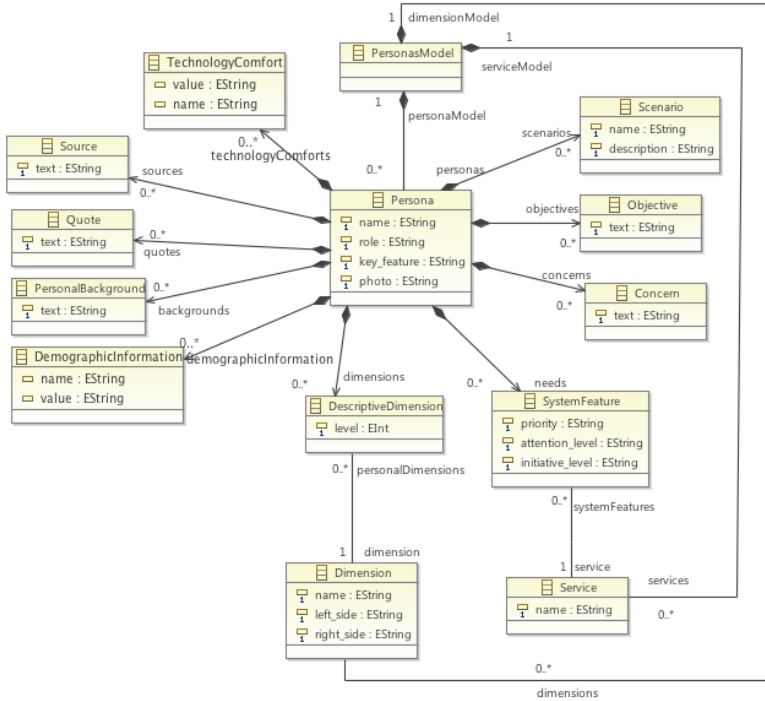 1
dimensionModel
PersonasModel
1
serviceModel
1
personaModel
0..*
TechnologyComfort
value : EString
name : EString
0..*
technologyComforts
Scenario
name : EString
description : EString
scenarios
0..*
personas
Source
text : EString
sources
0..*
Persona
name : EString
role : EString
key_feature : EString
photo : EString
Objective
text : EString
objectives
0..*
Quote
text : EString
0..*
quotes
PersonalBackground
text : EString
0..*
backgrounds
concerns
0..*
Concern
text : EString
DemographicInformation
name : EString
value : EString
0..*
demographicInformation
dimensions
0..*
needs
0..*
DescriptiveDimension
level : EInt
SystemFeature
priority : EString
attention_level : EString
initiative_level : EString
0..*
personalDimensions
0..*
systemFeatures
1
dimension
1
service
Dimension
name : EString
left_side : EString
right_side : EString
Service
name : EString
services
0..*
0..*
dimensions